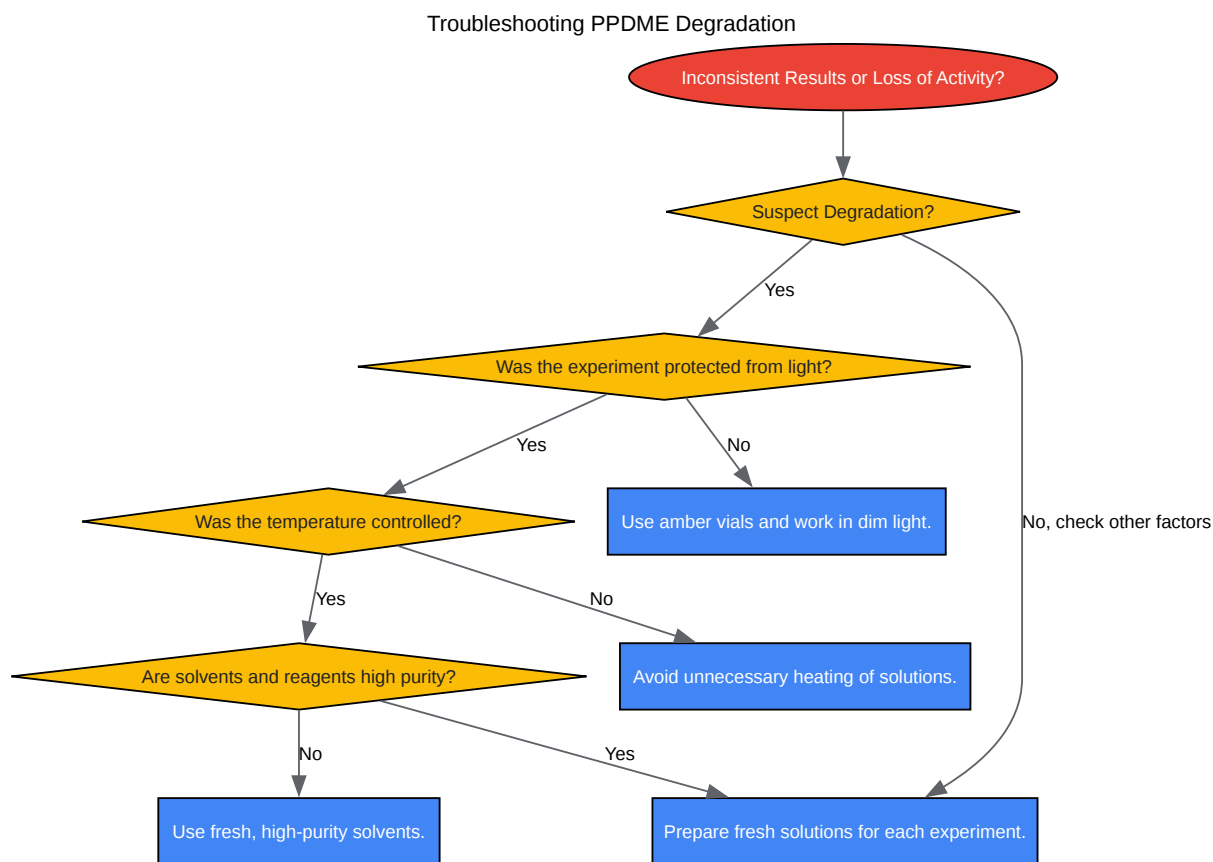 Troubleshooting PPDME Degradation
Inconsistent Results or Loss of Activity?
Suspect Degradation?
Yes
Was the experiment protected from light?
Yes
No
Was the temperature controlled?
Use amber vials and work in dim light.
No, check other factors
Yes
No
Are solvents and reagents high purity?
Avoid unnecessary heating of solutions.
No
Yes
Use fresh, high-purity solvents.
Prepare fresh solutions for each experiment.